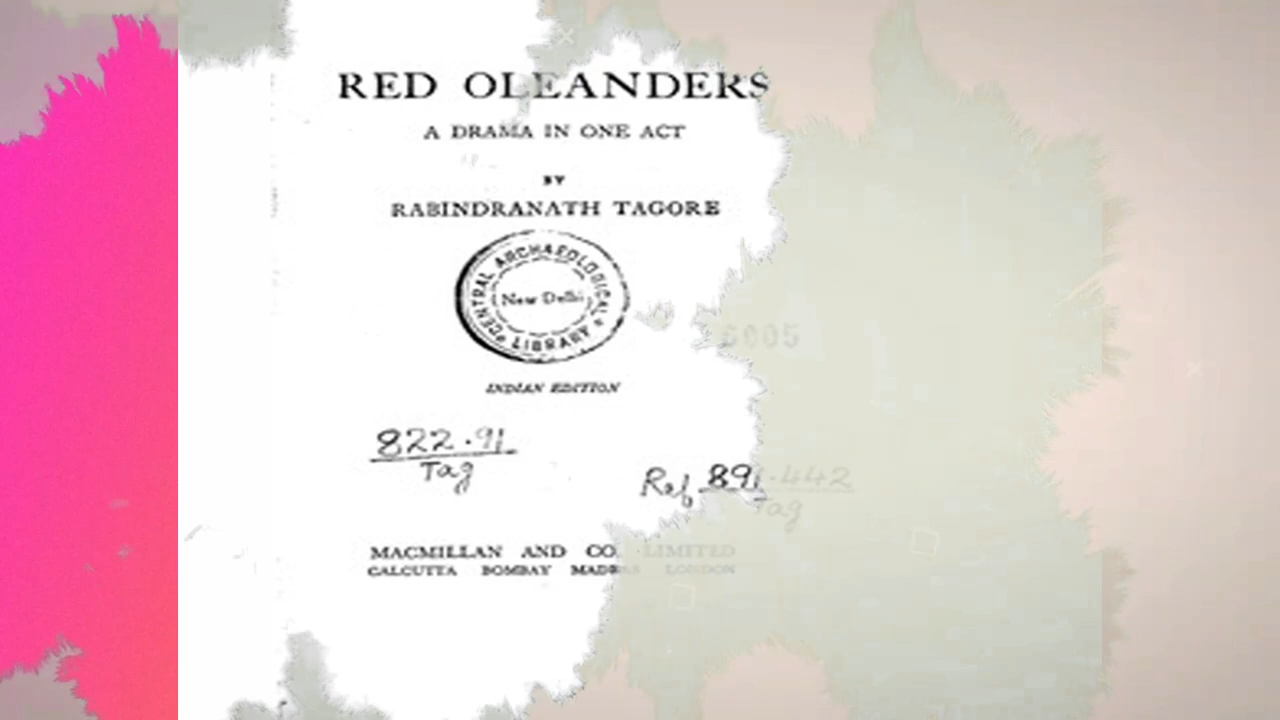 RED OLEANDERS
A DRAMA IN ONE ACT
BY
RABINDRANATH TAGORE
CENTRAL ARCHAEOLOGICAL LIBRARY
New Delhi
6005
INDIAN EDITION
822.91
Tag
Ref 891.442
Tag
MACMILLAN AND CO. LIMITED
CALCUTTA BOMBAY MADRAS LONDON